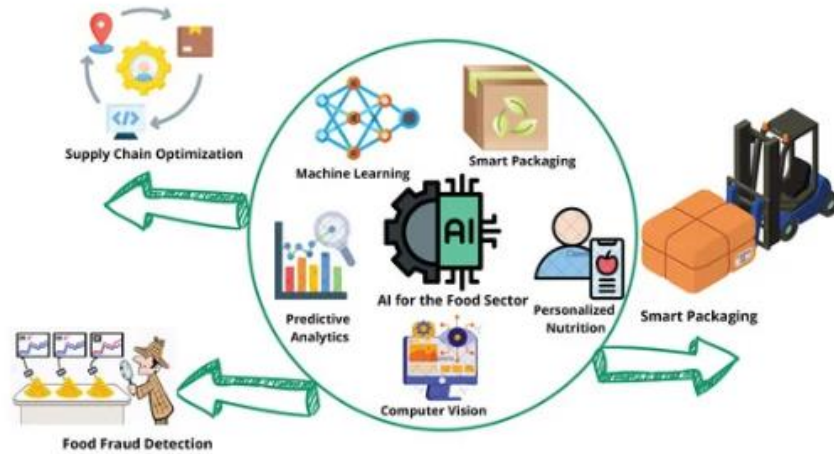 Supply Chain Optimization
Machine Learning
Smart Packaging
AI
AI for the Food Sector
Predictive
Analytics
Personalized
Nutrition
Smart Packaging
Computer Vision
Food Fraud Detection